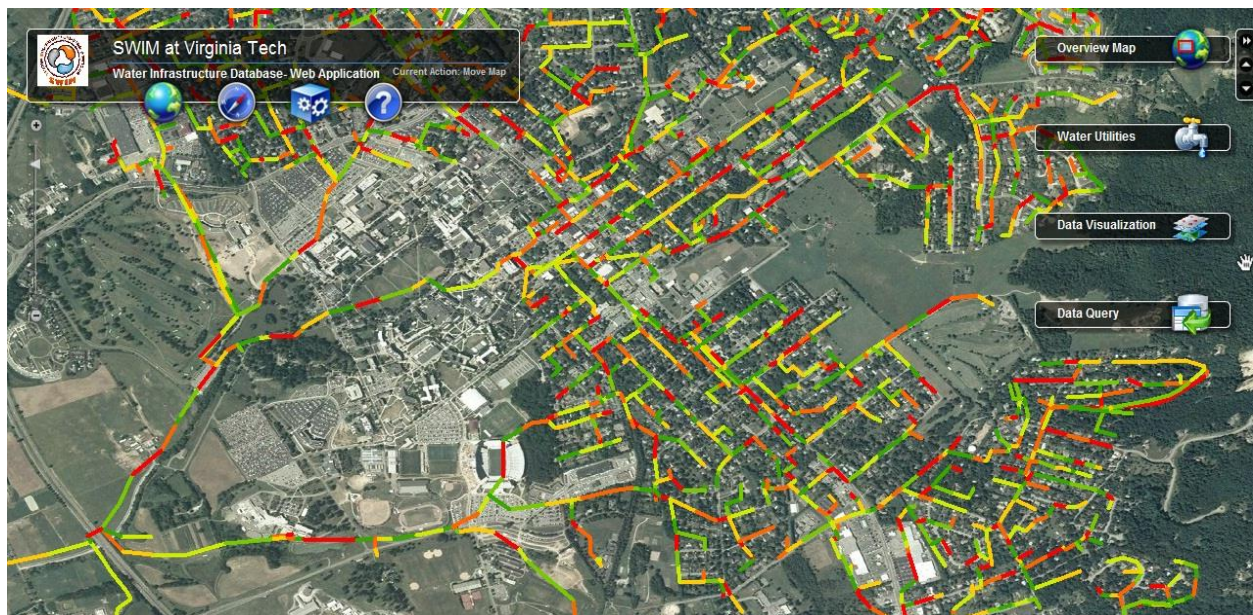 SWIM at Virginia Tech
Water Infrastructure Database- Web Application
Current Action: Move Map
SWIM
?
Overview Map
Water Utilities
Data Visualization
Data Query